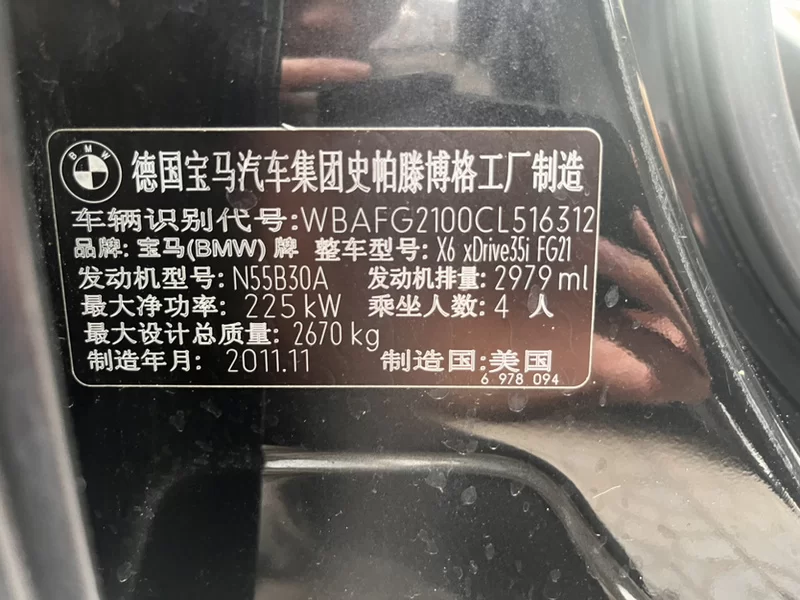 BMW
德国宝马汽车集团史帕滕博格工厂制造
车辆识别代号:WBAFG2100CL516312
品牌: 宝马(BMW) 牌 整车型号: X6 xDrive35i FG21
发动机型号: N55B30A 发动机排量: 2979 ml
最大净功率: 225 kW 乘坐人数: 4 人
最大设计总质量: 2670 kg
制造年月: 2011.11 制造国: 美国
6 978 094